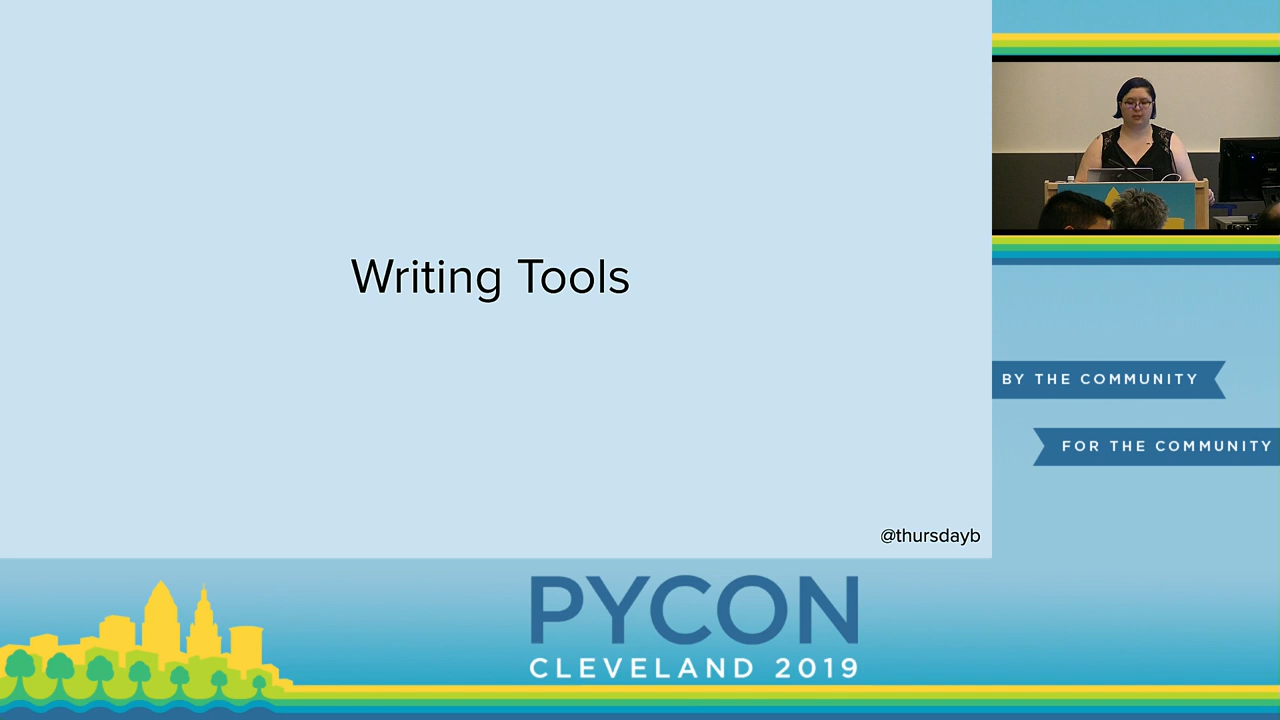 Writing Tools
@thursdayb
BY THE COMMUNITY
FOR THE COMMUNITY
PYCON
CLEVELAND 2019